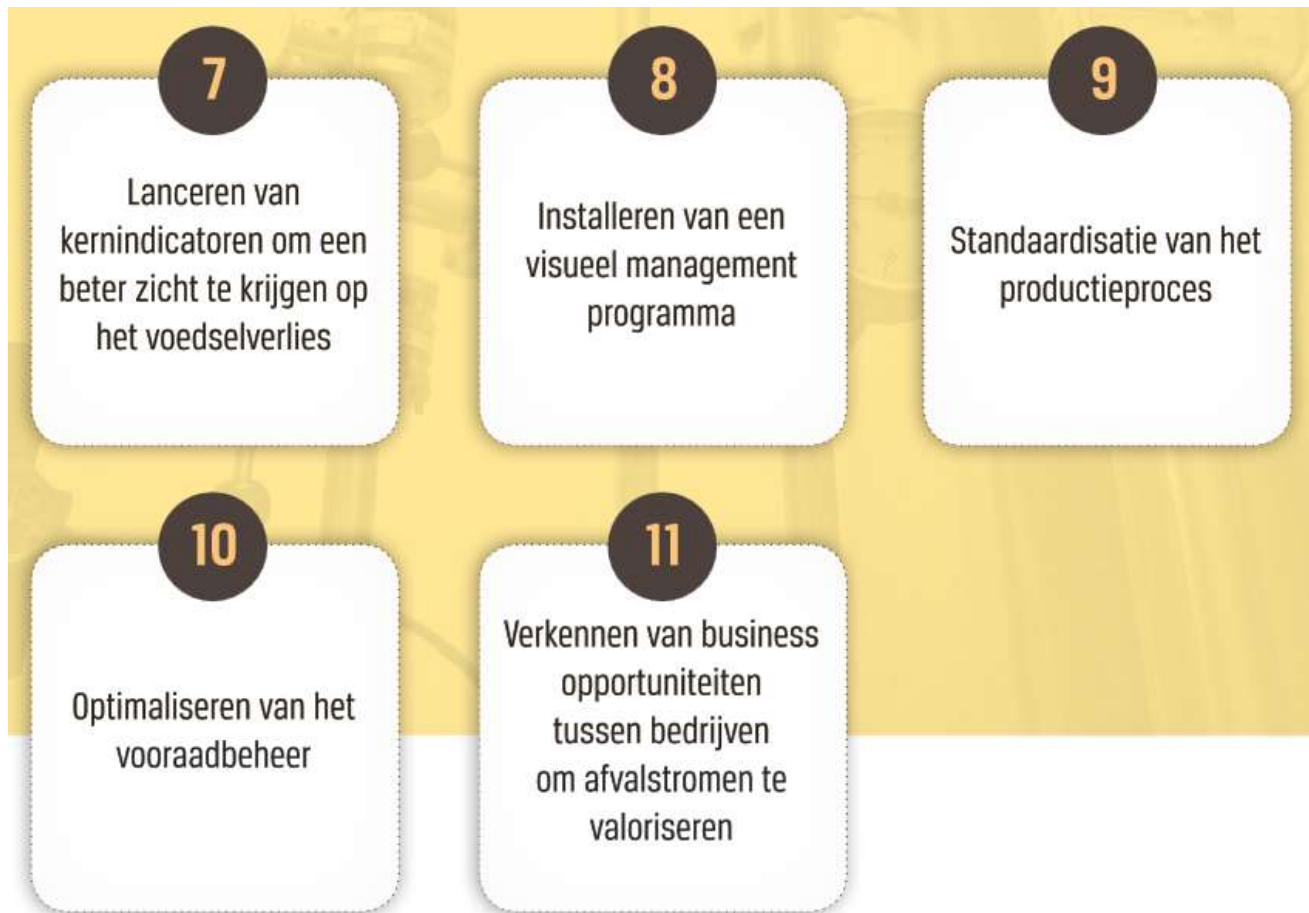 7
Lanceren van
kernindicatoren om een
beter zicht te krijgen op
het voedselverlies
8
Installeren van een
visueel management
programma
9
Standaardisatie van het
productieproces
10
Optimaliseren van het
vooraadbeheer
11
Verkennen van business
opportuniteiten
tussen bedrijven
om afvalstromen te
valoriseren